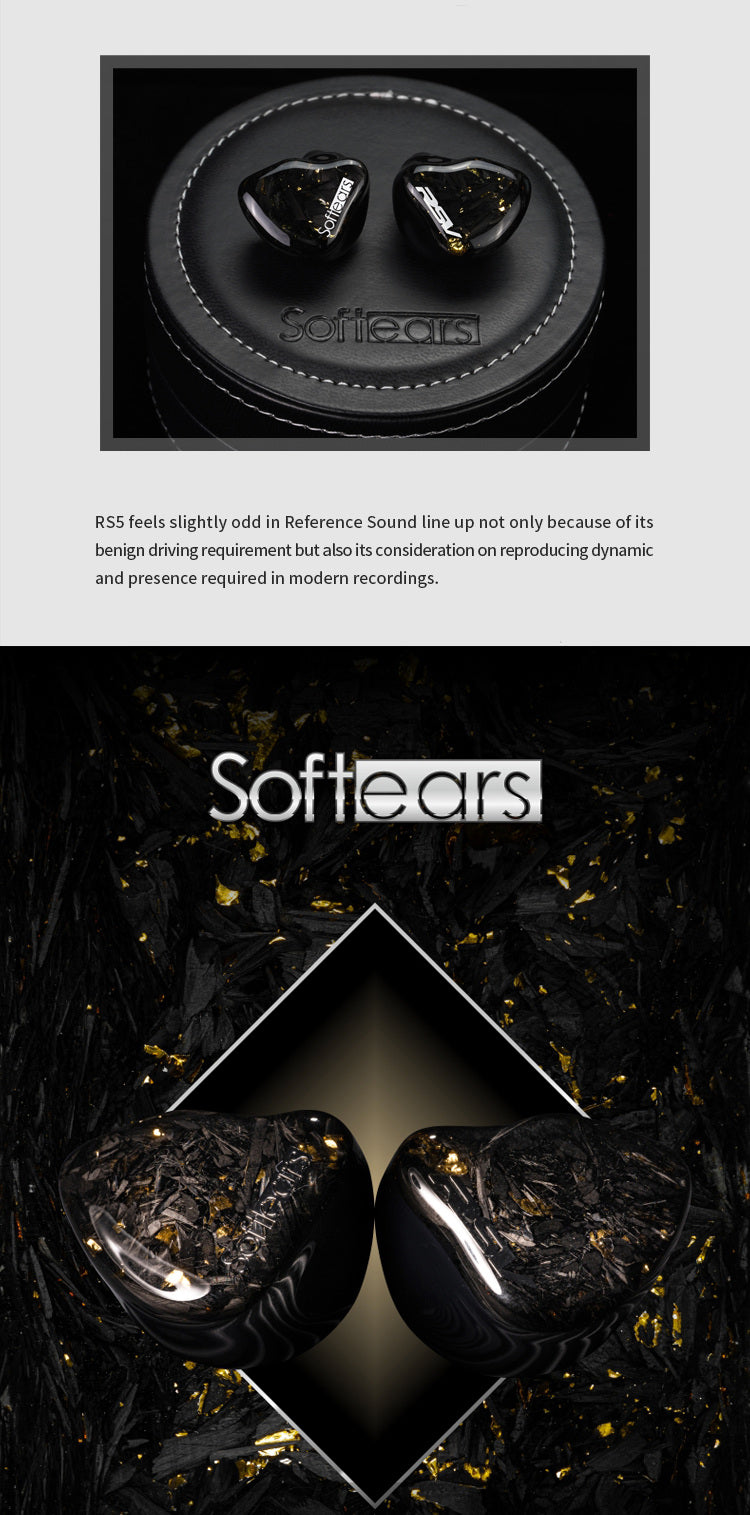 Softears
RSV
Softears
RS5 feels slightly odd in Reference Sound line up not only because of its
benign driving requirement but also its consideration on reproducing dynamic
and presence required in modern recordings.
Softears
Softears